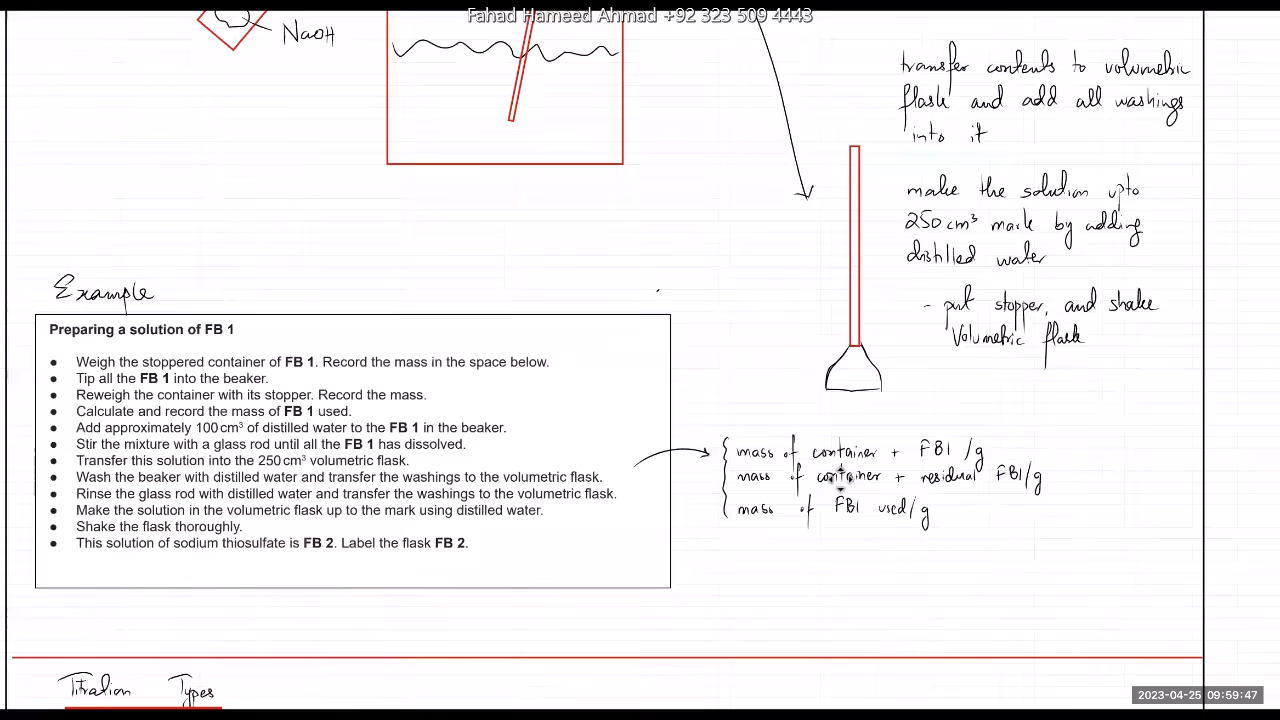 Fahad Hameed Ahmad +92 323 509 4443
NaOH
transfer contents to volumetric
flask and add all washings
into it
make the solution upto
250 cm³ mark by adding
distilled water
- put stopper, and shake
Volumetric flask
Example
Preparing a solution of FB 1
● Weigh the stoppered container of FB 1. Record the mass in the space below.
● Tip all the FB 1 into the beaker.
● Reweigh the container with its stopper. Record the mass.
● Calculate and record the mass of FB 1 used.
● Add approximately 100 cm³ of distilled water to the FB 1 in the beaker.
● Stir the mixture with a glass rod until all the FB 1 has dissolved.
● Transfer this solution into the 250 cm³ volumetric flask.
● Wash the beaker with distilled water and transfer the washings to the volumetric flask.
● Rinse the glass rod with distilled water and transfer the washings to the volumetric flask.
● Make the solution in the volumetric flask up to the mark using distilled water.
● Shake the flask thoroughly.
● This solution of sodium thiosulfate is FB 2. Label the flask FB 2.
mass of container + FB1 /g
mass of container + residual FB1/g
mass of FB1 used/g
Titration Types
2023-04-25 09:59:47